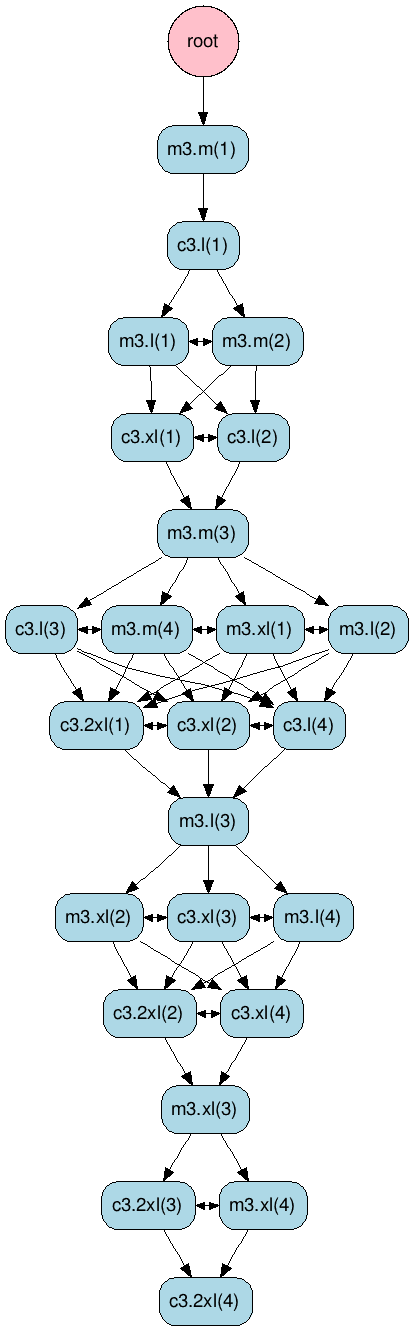 root
m3.m(1)
c3.l(1)
m3.l(1) m3.m(2)
c3.xl(1) c3.l(2)
m3.m(3)
c3.l(3) m3.m(4) m3.xl(1) m3.l(2)
c3.2xl(1) c3.xl(2) c3.l(4)
m3.l(3)
m3.xl(2) c3.xl(3) m3.l(4)
c3.2xl(2) c3.xl(4)
m3.xl(3)
c3.2xl(3) m3.xl(4)
c3.2xl(4)